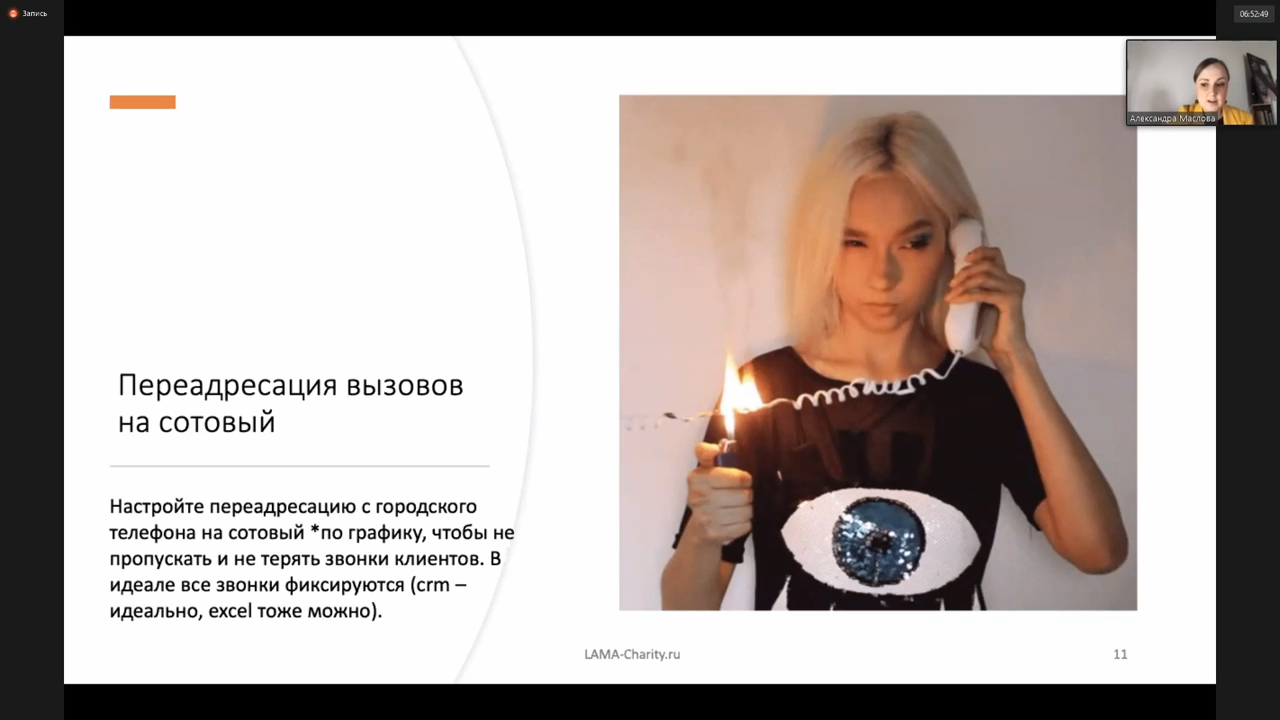 Запись
06:52:49
Александра Маслова
Переадресация вызовов
на сотовый
Настройте переадресацию с городского
телефона на сотовый *по графику, чтобы не
пропускать и не терять звонки клиентов. В
идеале все звонки фиксируются (crm –
идеально, excel тоже можно).
LAMA-Charity.ru
11